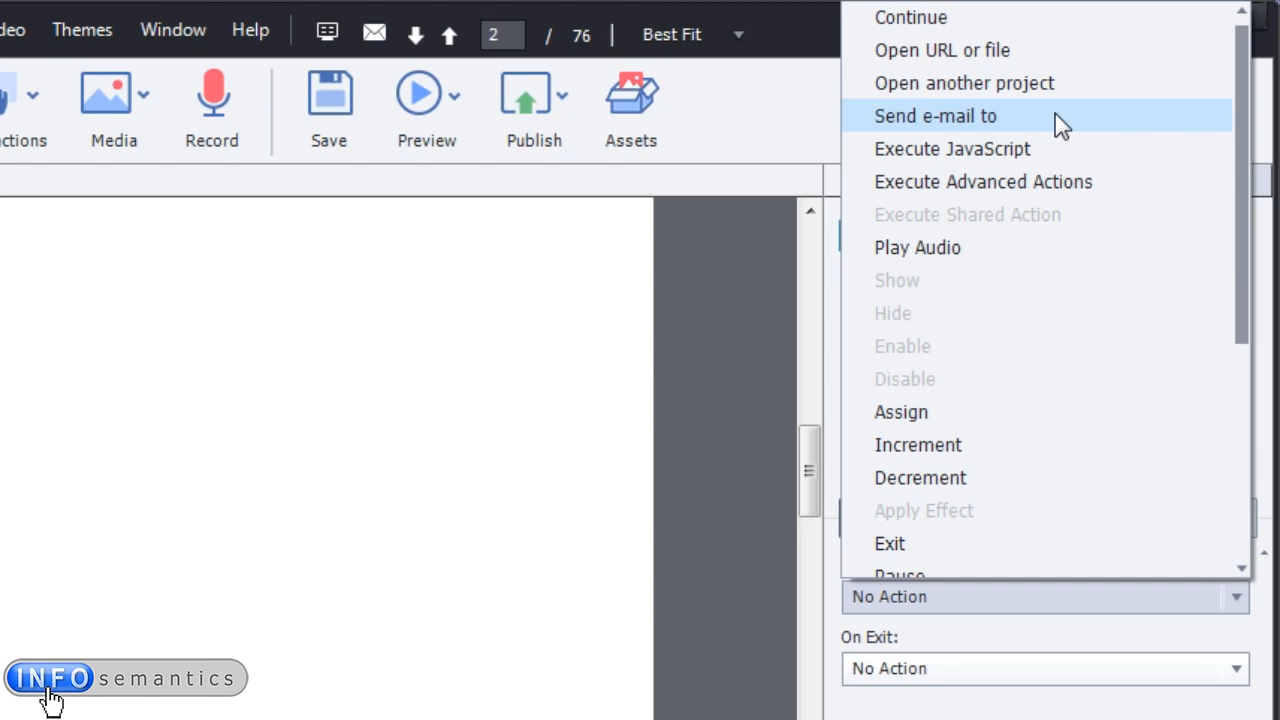 deo Themes Window Help 2 / 76 Best Fit
ctions Media Record Save Preview Publish Assets
Continue
Open URL or file
Open another project
Send e-mail to
Execute JavaScript
Execute Advanced Actions
Execute Shared Action
Play Audio
Show
Hide
Enable
Disable
Assign
Increment
Decrement
Apply Effect
Exit
Pause
No Action
On Exit:
No Action
INFOsemantics